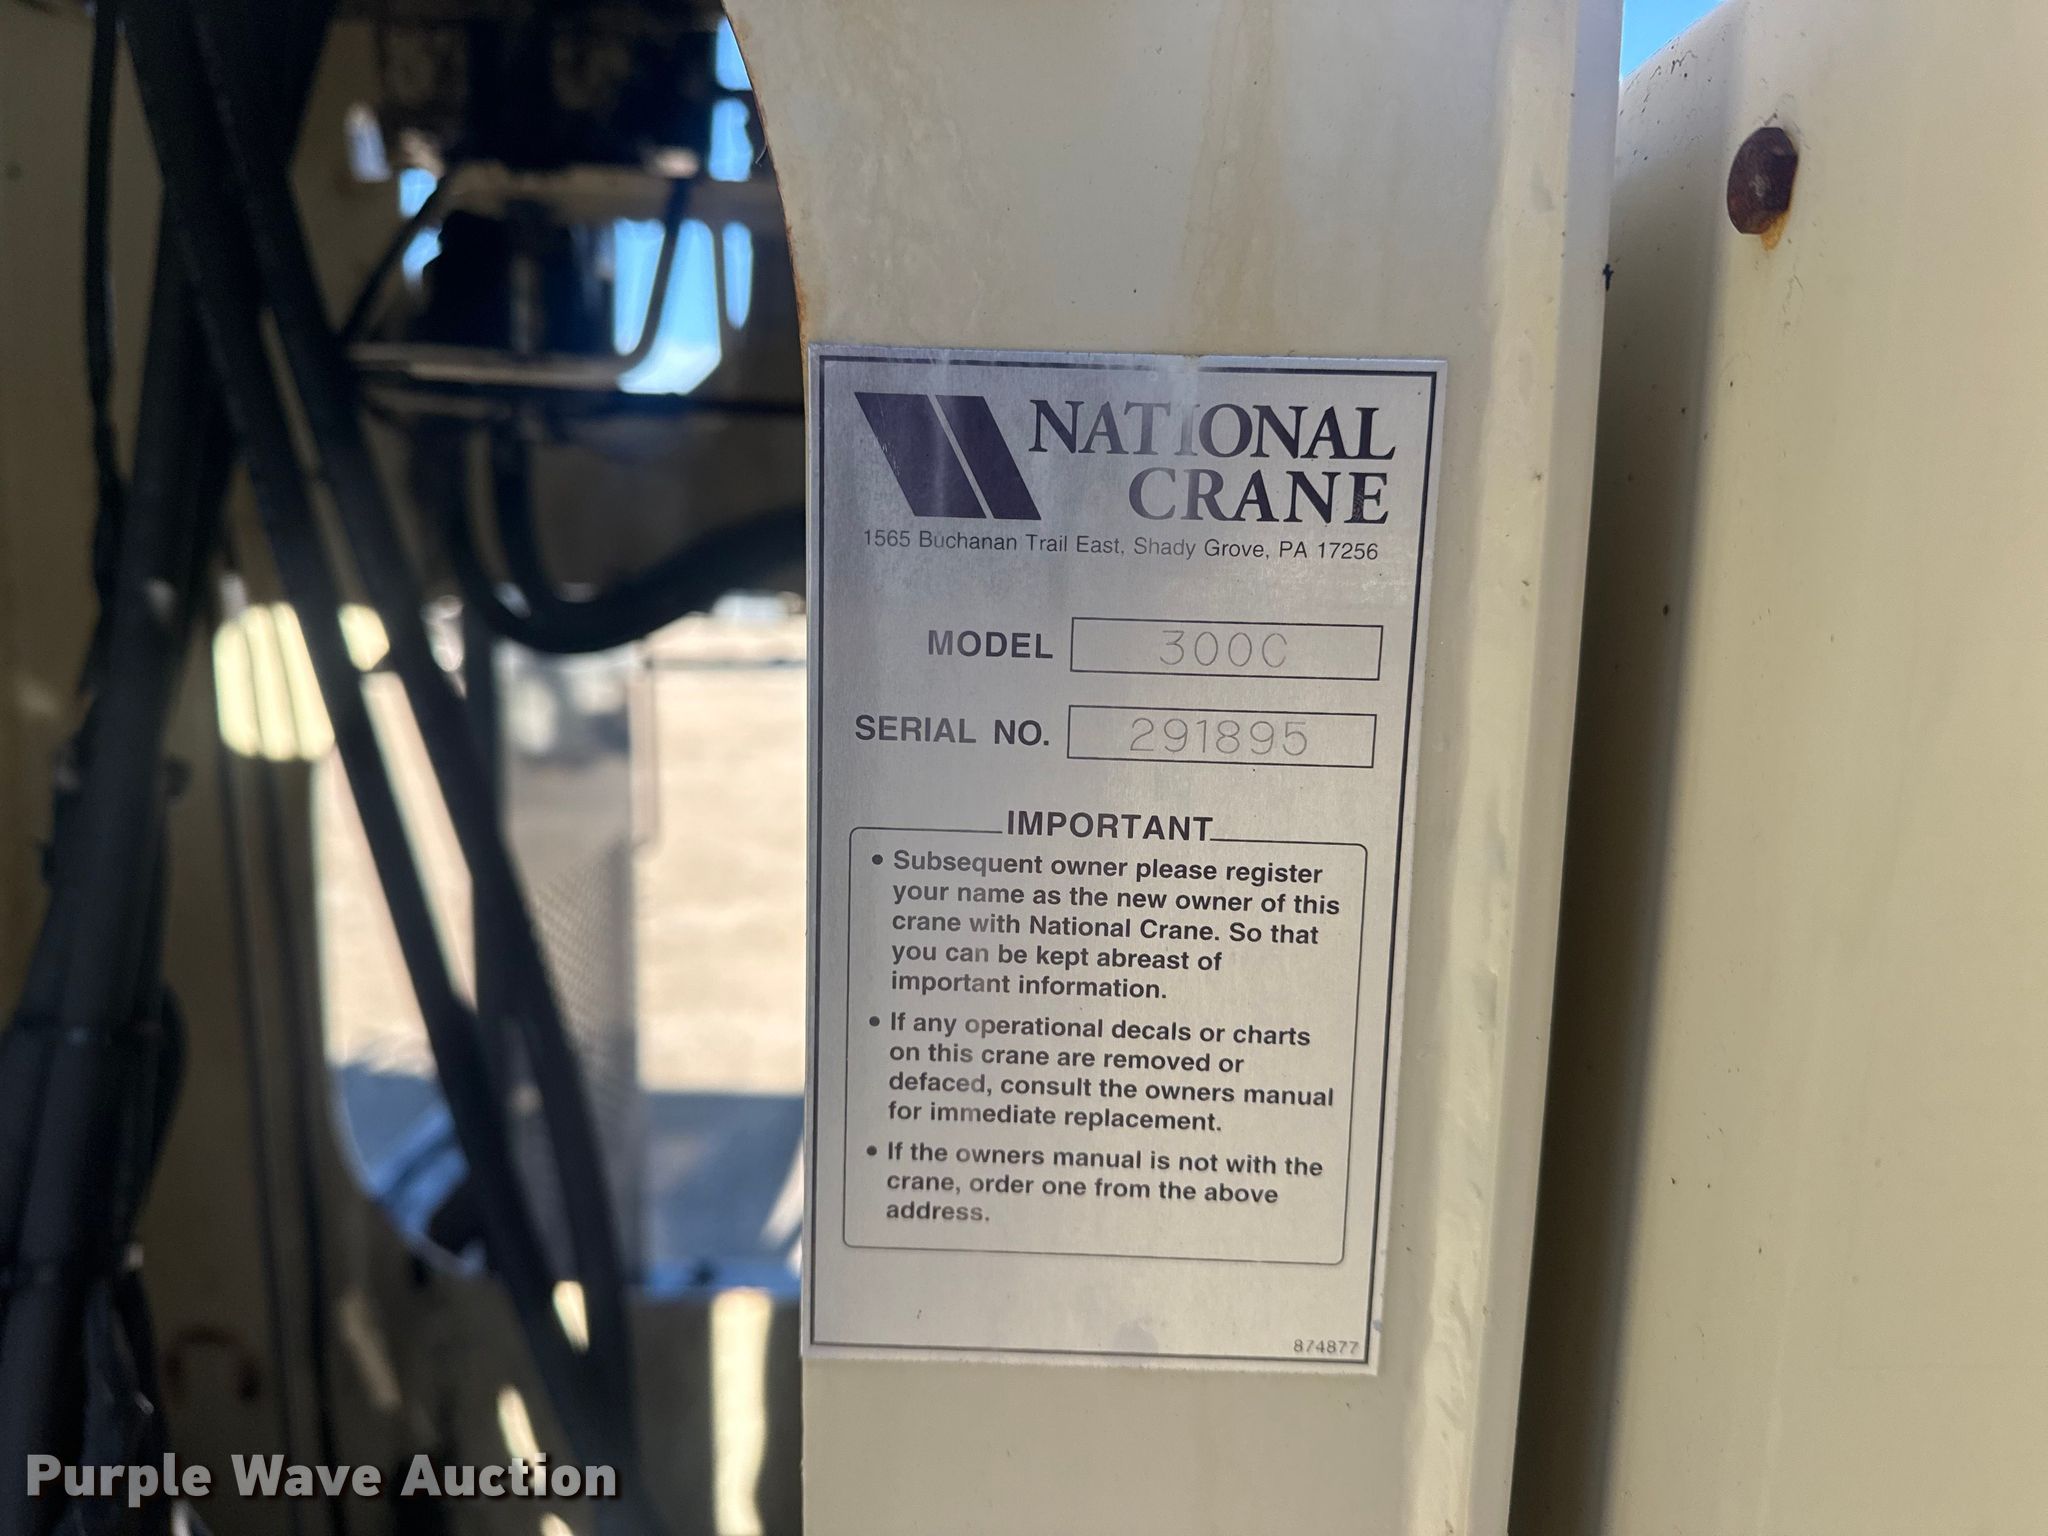 NATIONAL
CRANE
1565 Buchanan Trail East, Shady Grove, PA 17256
MODEL 300C
SERIAL NO. 291895
IMPORTANT
• Subsequent owner please register
your name as the new owner of this
crane with National Crane. So that
you can be kept abreast of
important information.
• If any operational decals or charts
on this crane are removed or
defaced, consult the owners manual
for immediate replacement.
• If the owners manual is not with the
crane, order one from the above
address.
874877
Purple Wave Auction